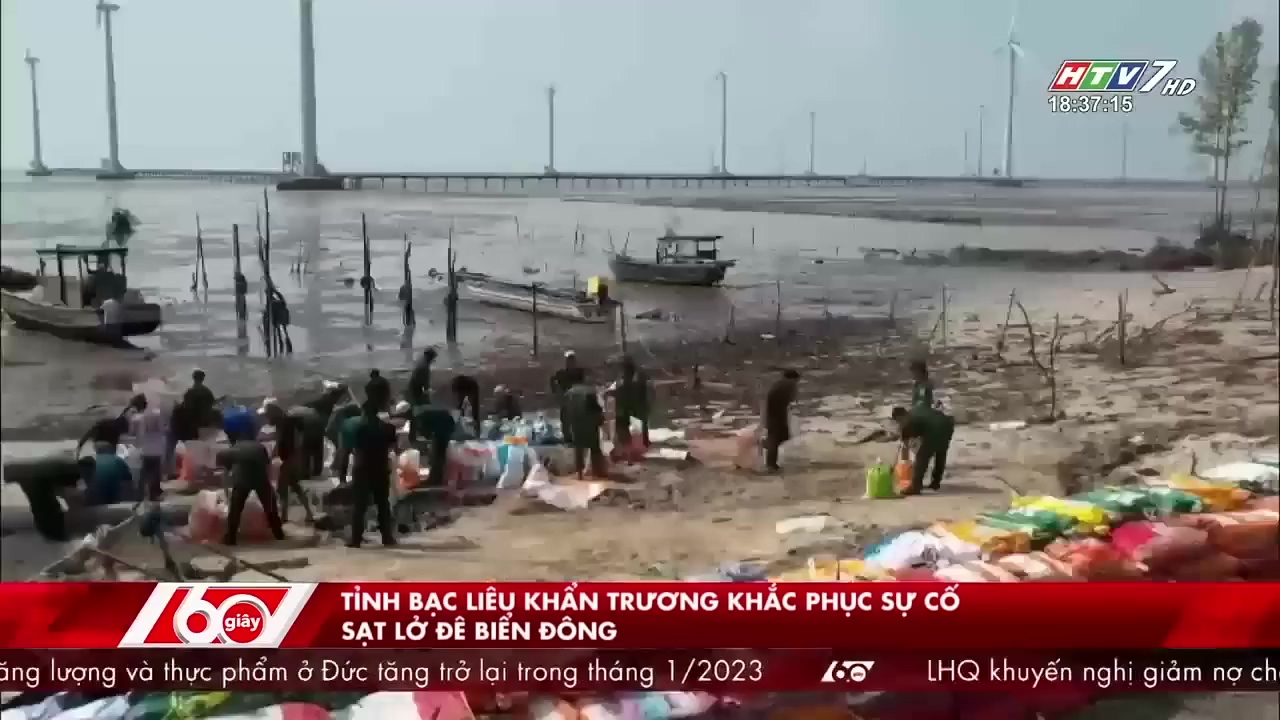 HTV7 HD
18:37:15
60 giây
TỈNH BẠC LIÊU KHẨN TRƯƠNG KHẮC PHỤC SỰ CỐ
SẠT LỞ ĐÊ BIỂN ĐÔNG
ăng lượng và thực phẩm ở Đức tăng trở lại trong tháng 1/2023 60 LHQ khuyến nghị giảm nợ ch